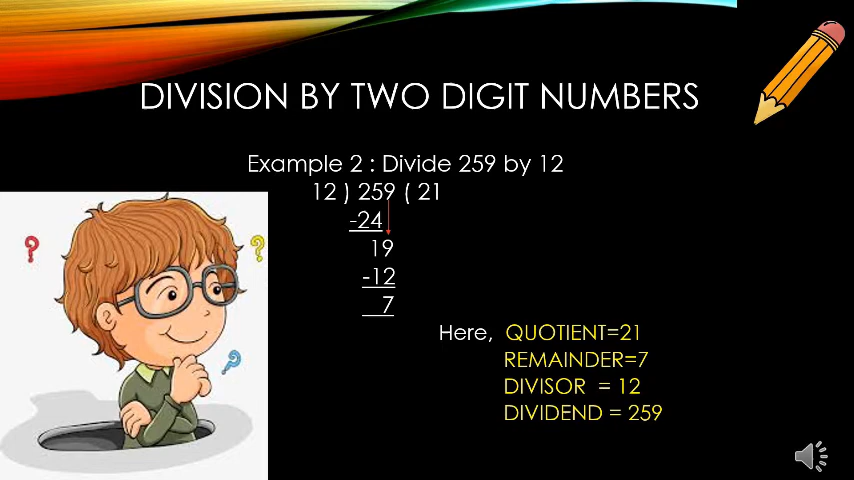 DIVISION BY TWO DIGIT NUMBERS
Example 2 : Divide 259 by 12
12 ) 259 ( 21
-24
19
-12
7
Here, QUOTIENT=21
REMAINDER=7
DIVISOR = 12
DIVIDEND = 259
? ?
?